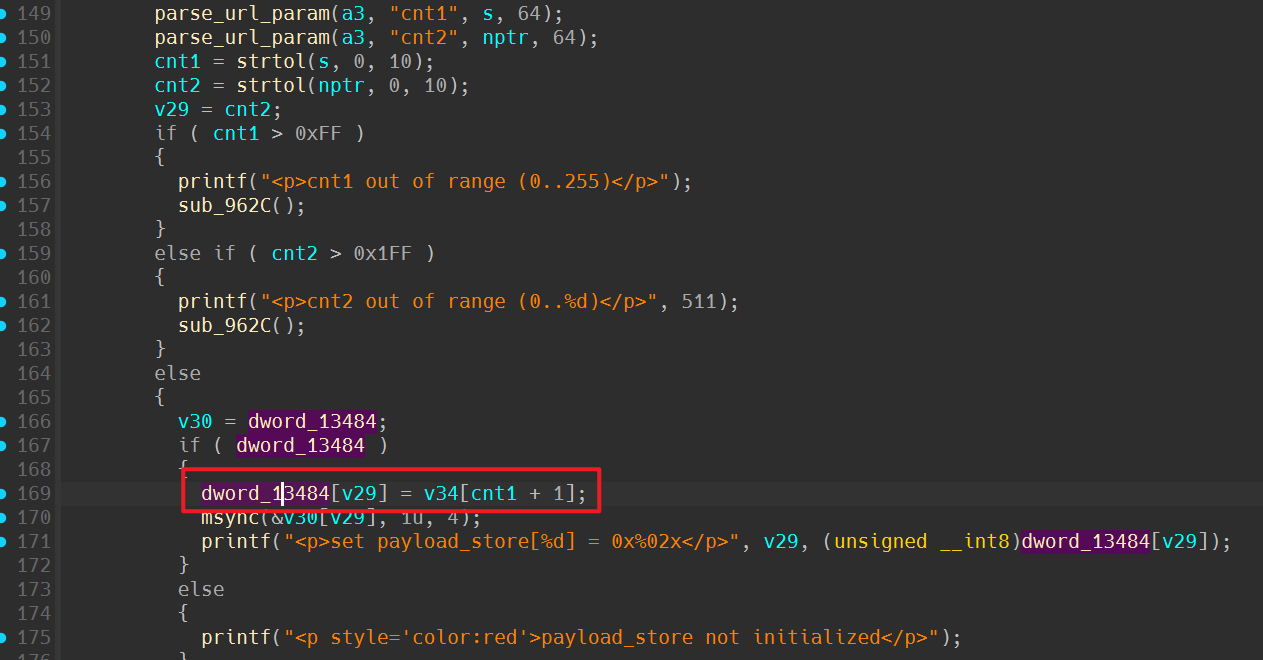 149 parse_url_param(a3, "cnt1", s, 64);
150 parse_url_param(a3, "cnt2", nptr, 64);
151 cnt1 = strtol(s, 0, 10);
152 cnt2 = strtol(nptr, 0, 10);
153 v29 = cnt2;
154 if ( cnt1 > 0xFF )
155 {
156 printf("<p>cnt1 out of range (0..255)</p>");
157 sub_962C();
158 }
159 else if ( cnt2 > 0x1FF )
160 {
161 printf("<p>cnt2 out of range (0..%d)</p>", 511);
162 sub_962C();
163 }
164 else
165 {
166 v30 = dword_13484;
167 if ( dword_13484 )
168 {
169 dword_13484[v29] = v34[cnt1 + 1];
170 msync(&v30[v29], 1u, 4);
171 printf("<p>set payload_store[%d] = 0x%02x</p>", v29, (unsigned __int8)dword_13484[v29]);
172 }
173 else
174 {
175 printf("<p style='color:red'>payload_store not initialized</p>");
176 }